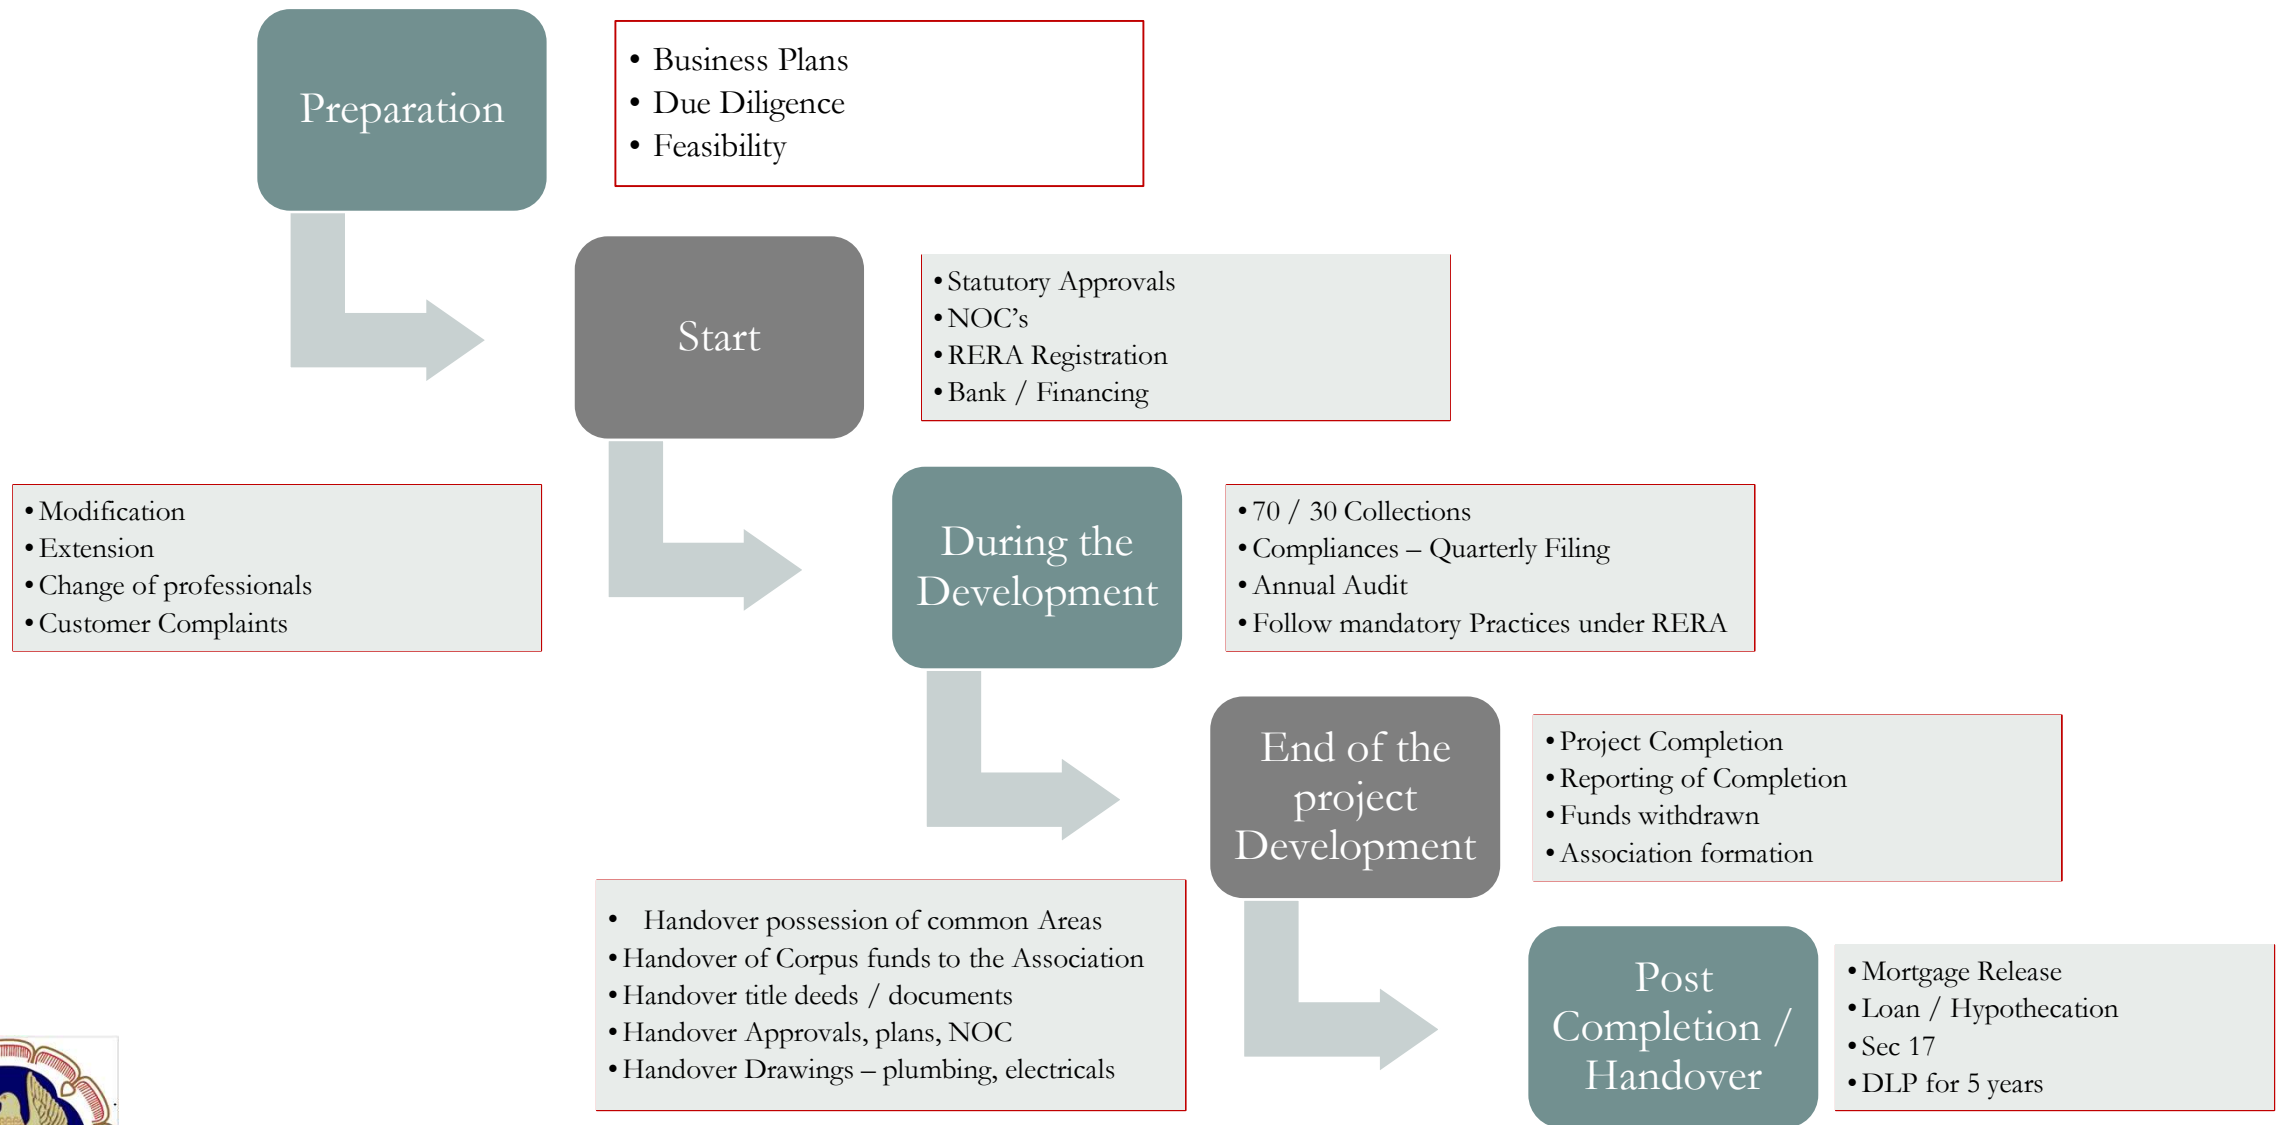 Preparation
• Business Plans
• Due Diligence
• Feasibility
Start
• Statutory Approvals
• NOC’s
• RERA Registration
• Bank / Financing
• Modification
• Extension
• Change of professionals
• Customer Complaints
During the
Development
• 70 / 30 Collections
• Compliances – Quarterly Filing
• Annual Audit
• Follow mandatory Practices under RERA
End of the
project
Development
• Project Completion
• Reporting of Completion
• Funds withdrawn
• Association formation
• Handover possession of common Areas
• Handover of Corpus funds to the Association
• Handover title deeds / documents
• Handover Approvals, plans, NOC
• Handover Drawings – plumbing, electricals
Post
Completion /
Handover
• Mortgage Release
• Loan / Hypothecation
• Sec 17
• DLP for 5 years